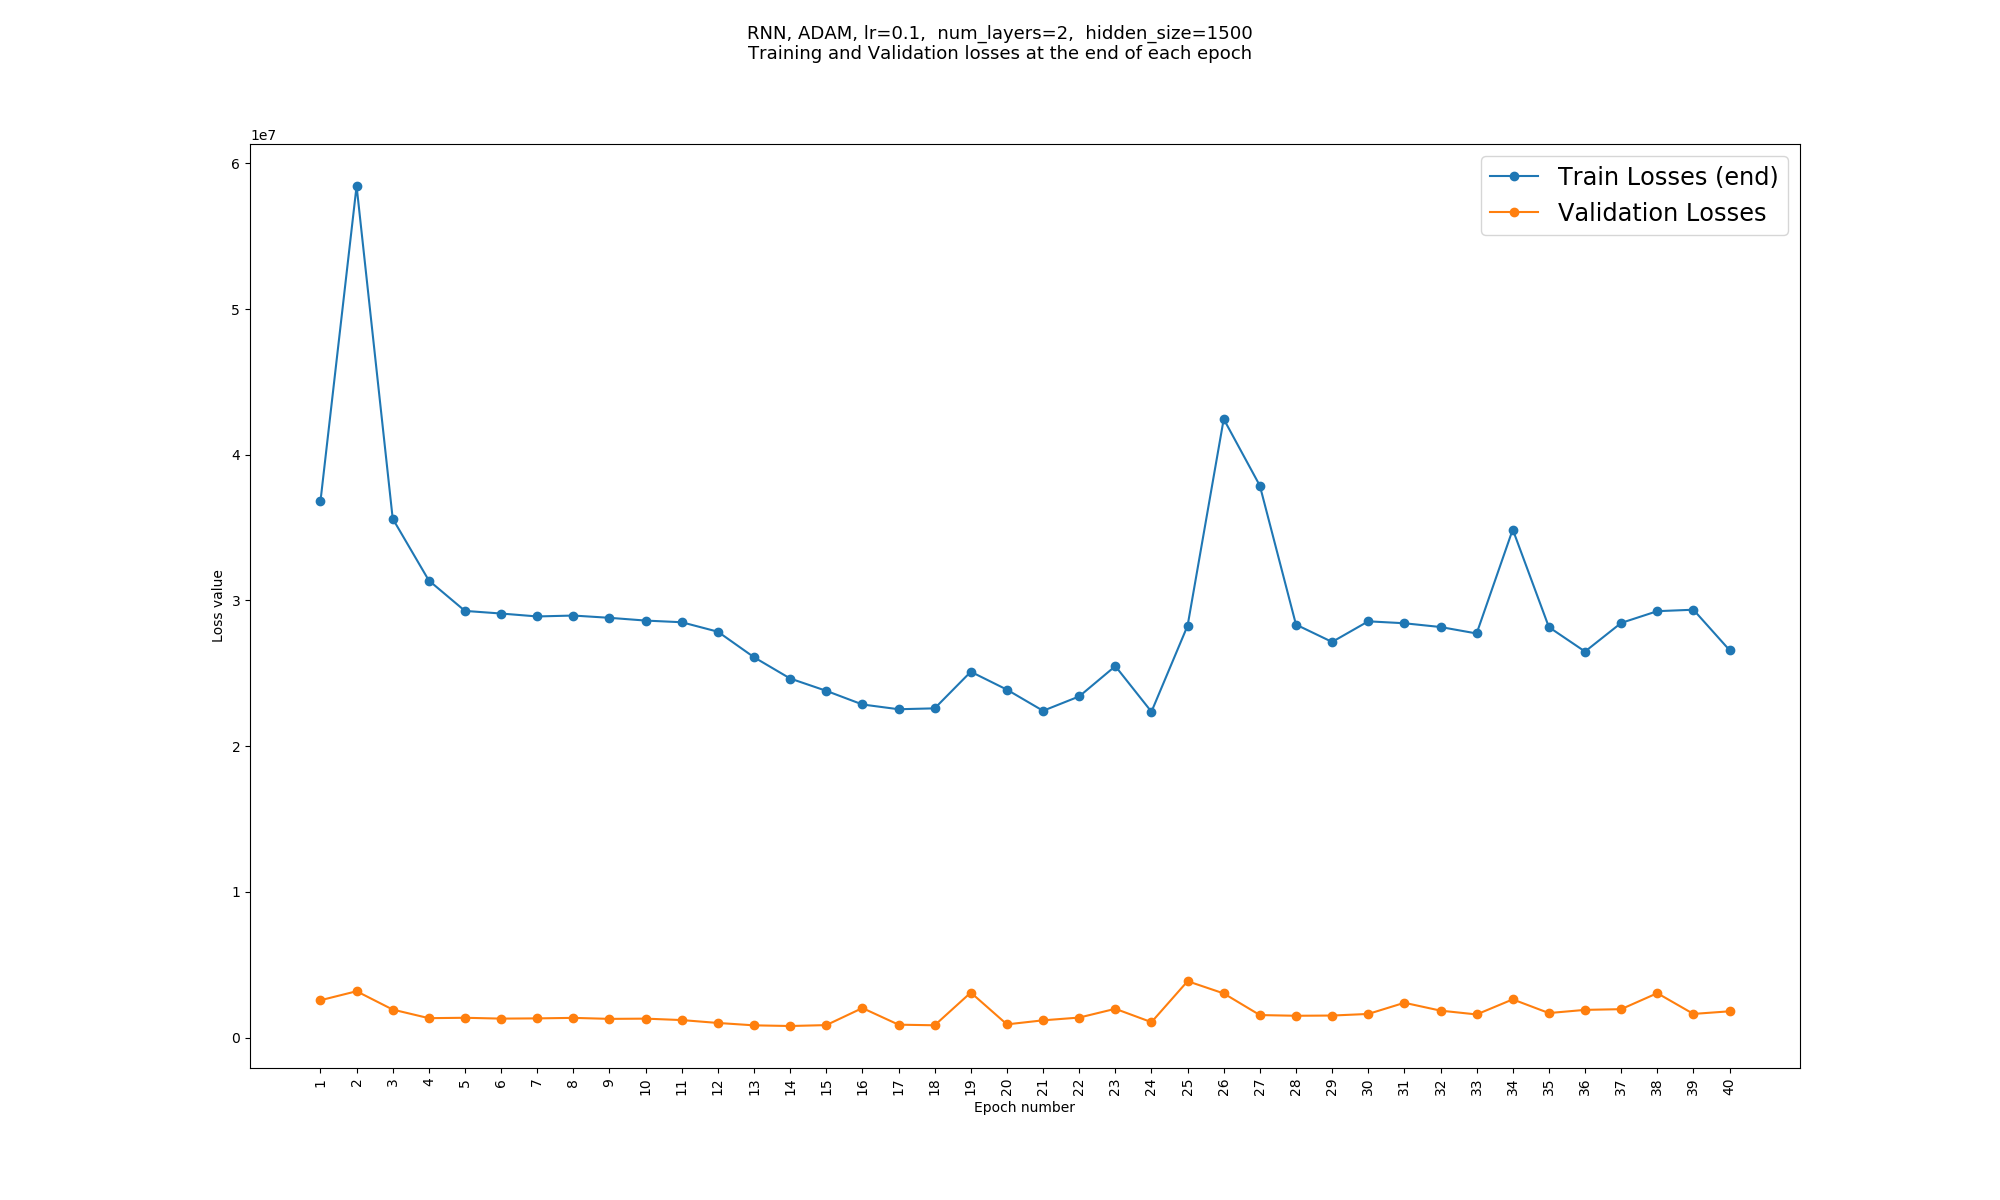 RNN, ADAM, lr=0.1,  num_layers=2,  hidden_size=1500
Training and Validation losses at the end of each epoch
1e7
Train Losses (end)
Validation Losses
6
5
4
3
2
1
0
Loss value
1 2 3 4 5 6 7 8 9 10 11 12 13 14 15 16 17 18 19 20 21 22 23 24 25 26 27 28 29 30 31 32 33 34 35 36 37 38 39 40
Epoch number